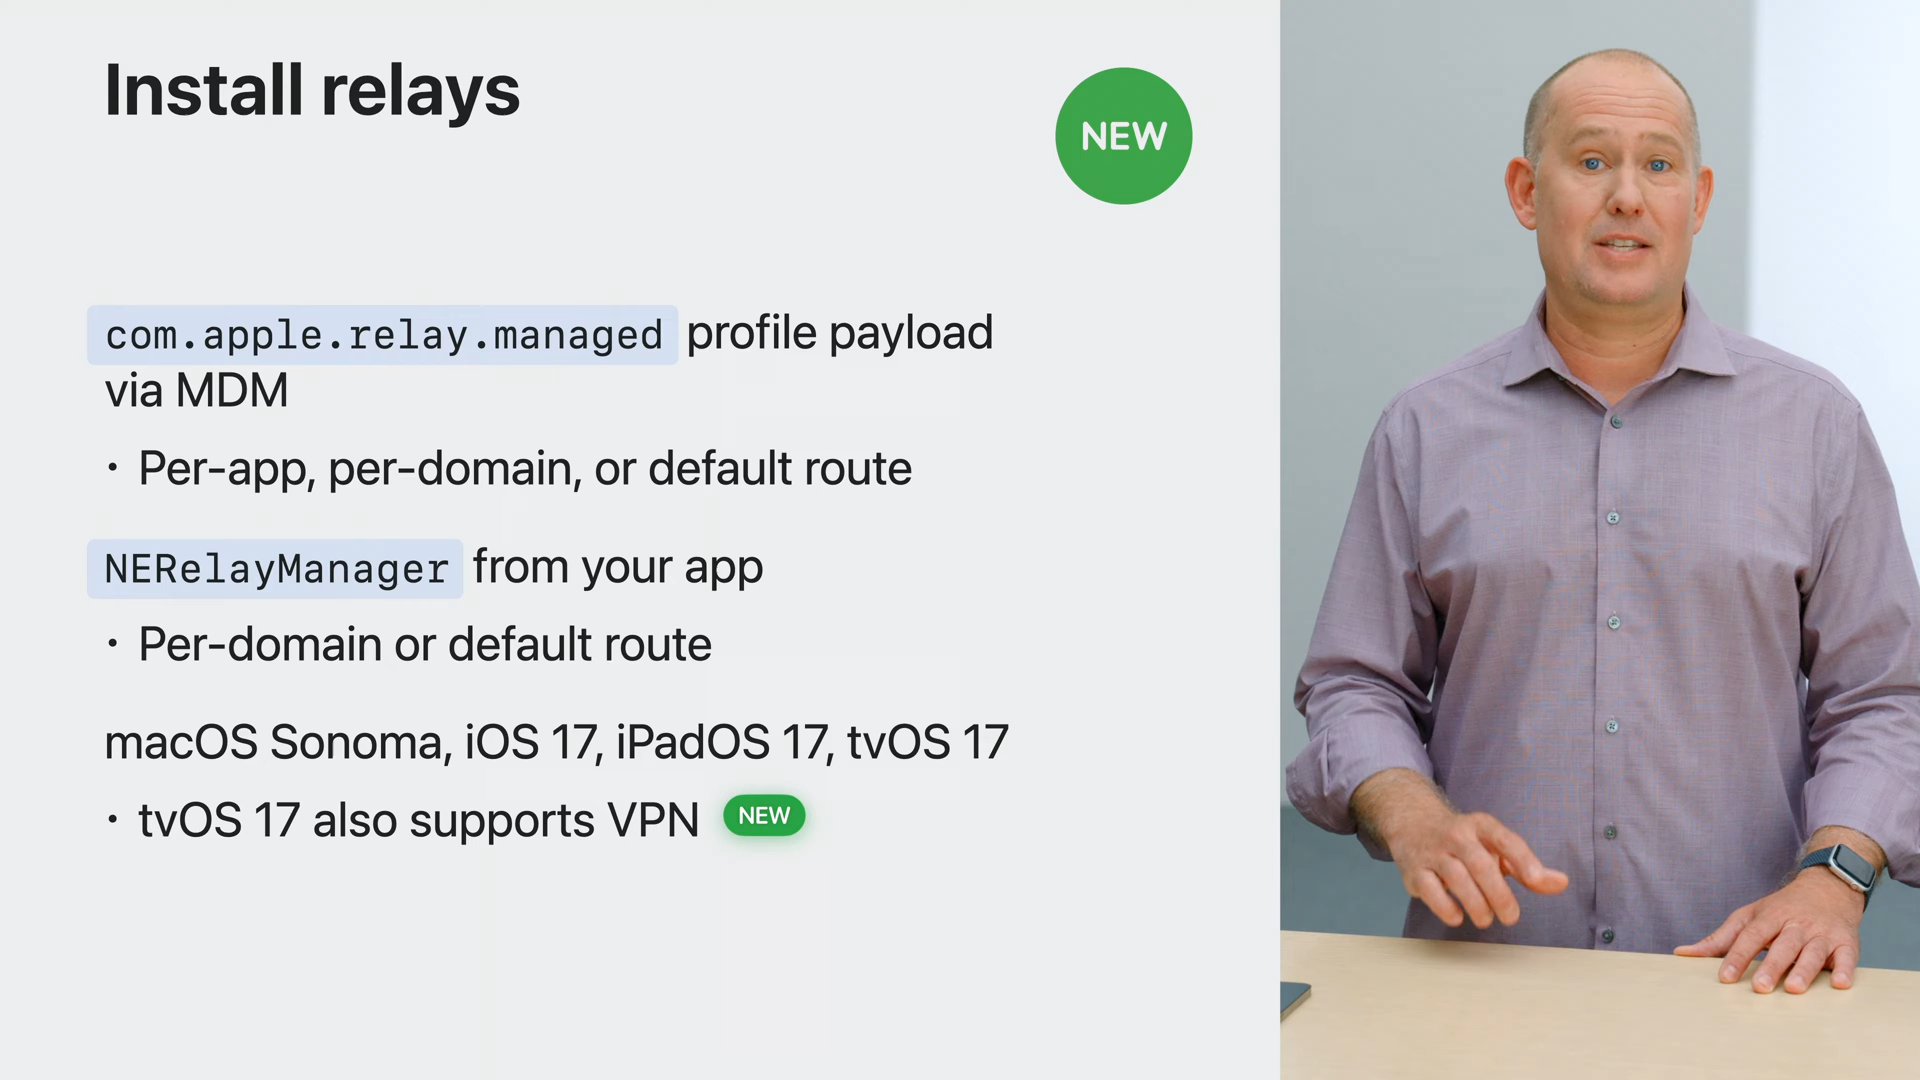 Install relays
NEW
com.apple.relay.managed profile payload
via MDM
• Per-app, per-domain, or default route
NERelayManager from your app
• Per-domain or default route
macOS Sonoma, iOS 17, iPadOS 17, tvOS 17
• tvOS 17 also supports VPN NEW